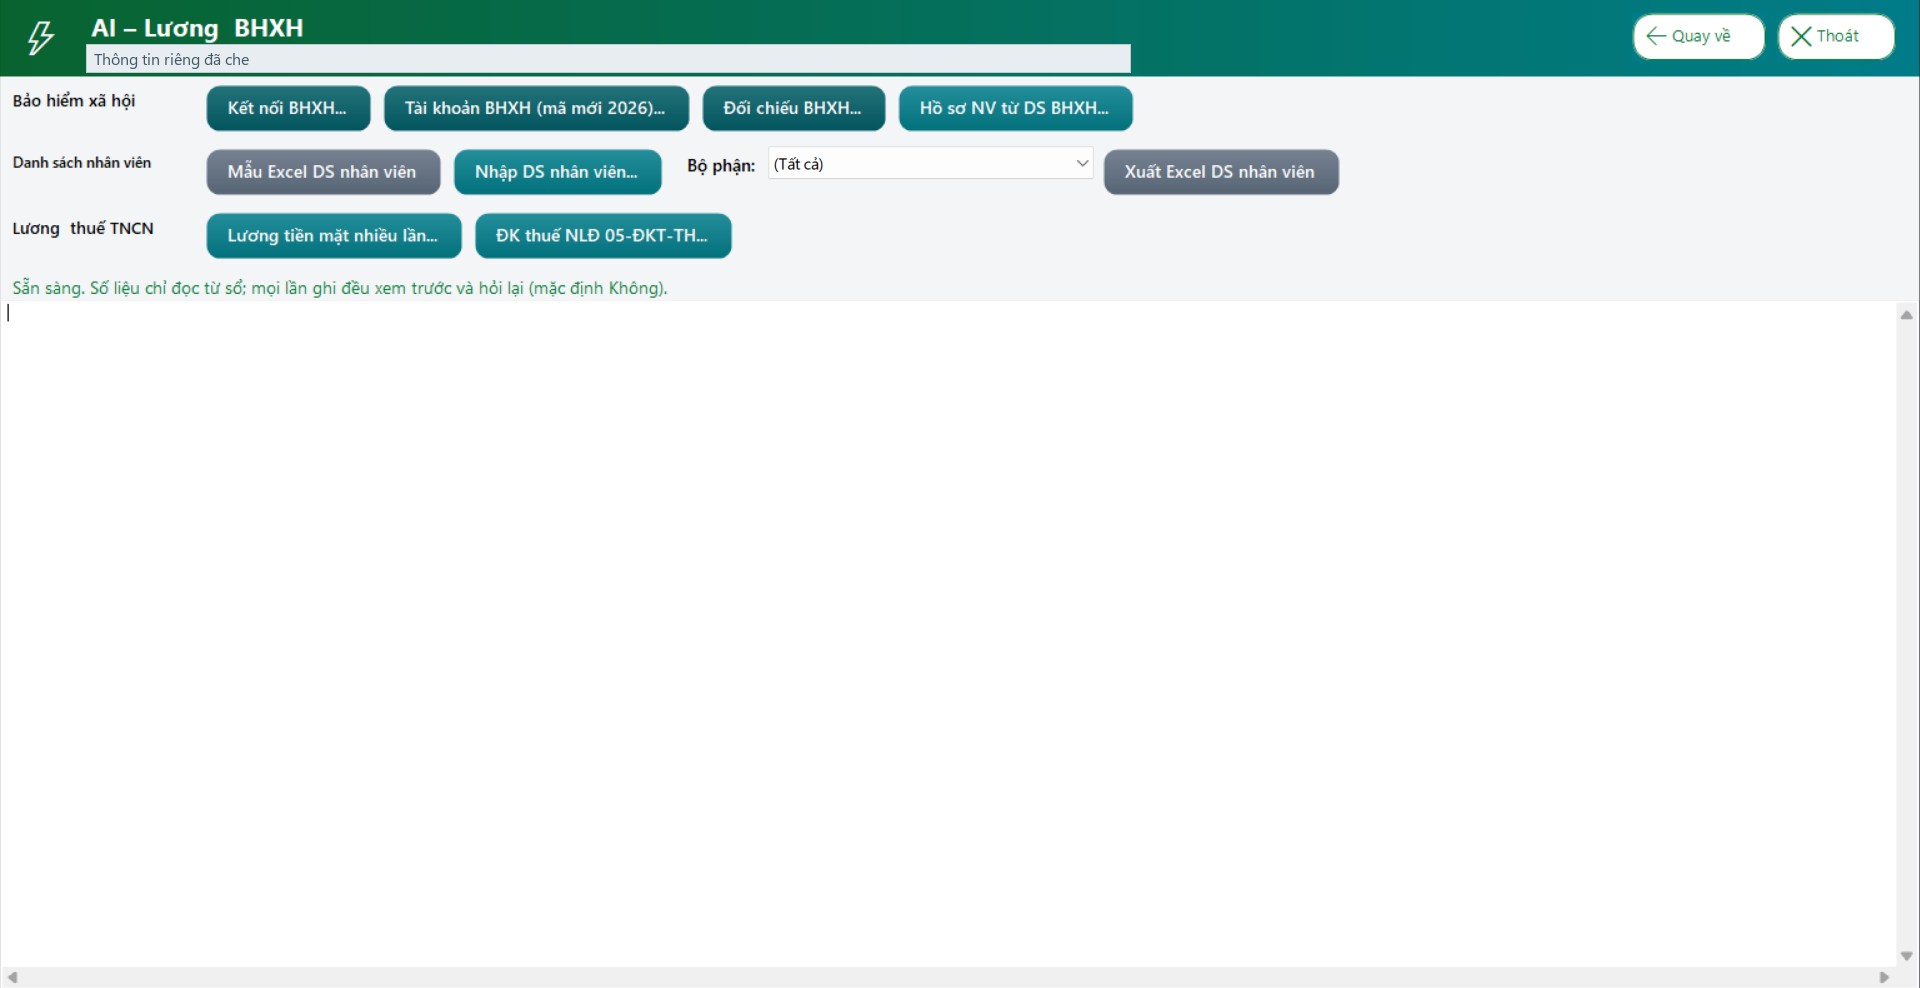 AI – Lương  BHXH
Thông tin riêng đã che
Quay về
Thoát
Bảo hiểm xã hội
Kết nối BHXH...
Tài khoản BHXH (mã mới 2026)...
Đối chiếu BHXH...
Hồ sơ NV từ DS BHXH...
Danh sách nhân viên
Mẫu Excel DS nhân viên
Nhập DS nhân viên...
Bộ phận:
(Tất cả)
Xuất Excel DS nhân viên
Lương  thuế TNCN
Lương tiền mặt nhiều lần...
ĐK thuế NLĐ 05-ĐKT-TH...
Sẵn sàng. Số liệu chỉ đọc từ sổ; mọi lần ghi đều xem trước và hỏi lại (mặc định Không).